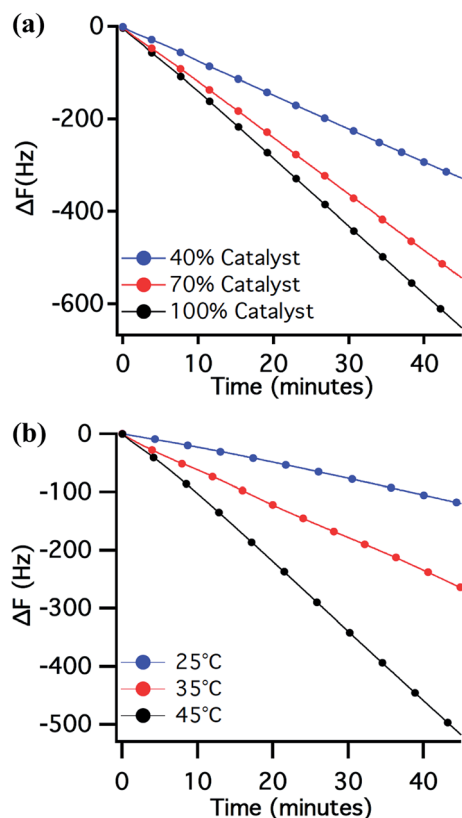 (a)
0
-200
-400
-600
ΔF(Hz)
40% Catalyst
70% Catalyst
100% Catalyst
0 10 20 30 40
Time (minutes)
(b)
0
-100
-200
-300
-400
-500
ΔF (Hz)
25°C
35°C
45°C
0 10 20 30 40
Time (minutes)